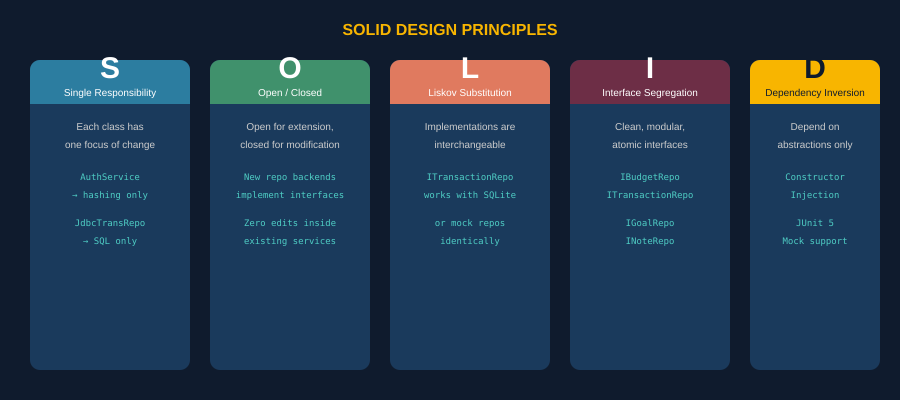 SOLID DESIGN PRINCIPLES
S
Single Responsibility
Each class has
one focus of change
AuthService
→ hashing only
JdbcTransRepo
→ SQL only
O
Open / Closed
Open for extension,
closed for modification
New repo backends
implement interfaces
Zero edits inside
existing services
L
Liskov Substitution
Implementations are
interchangeable
ITransactionRepo
works with SQLite
or mock repos
identically
I
Interface Segregation
Clean, modular,
atomic interfaces
IBudgetRepo
ITransactionRepo
IGoalRepo
INoteRepo
D
Dependency Inversion
Depend on
abstractions only
Constructor
Injection
JUnit 5
Mock support